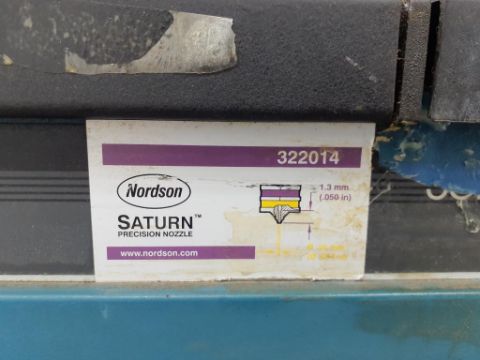 322014
Nordson
1.3 mm
(.050 in)
SATURN™
PRECISION NOZZLE
www.nordson.com